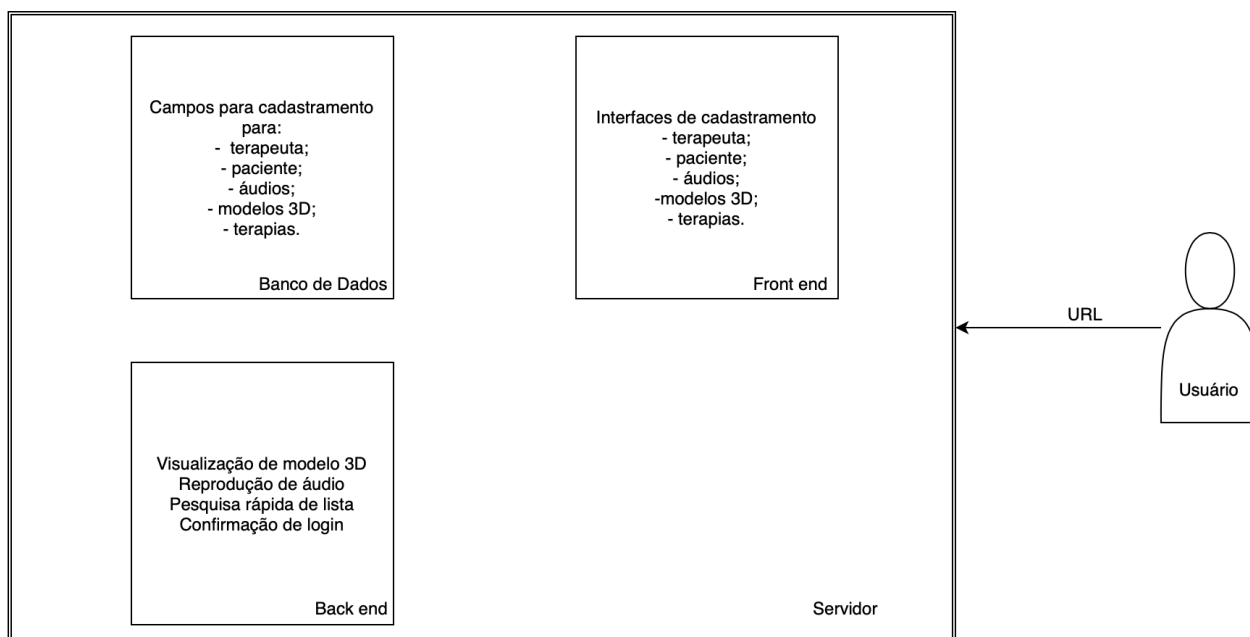 Campos para cadastramento
para:
- terapeuta;
- paciente;
- áudios;
- modelos 3D;
- terapias.
Banco de Dados
Interfaces de cadastramento
- terapeuta;
- paciente;
- áudios;
-modelos 3D;
- terapias.
Front end
URL
Usuário
Visualização de modelo 3D
Reprodução de áudio
Pesquisa rápida de lista
Confirmação de login
Back end
Servidor